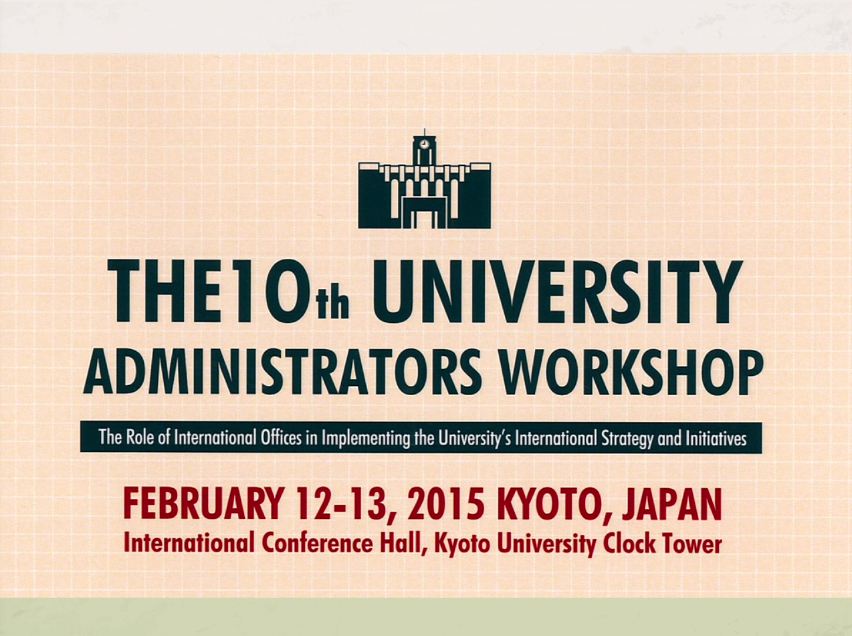 THE10th UNIVERSITY
ADMINISTRATORS WORKSHOP
The Role of International Offices in Implementing the University's International Strategy and Initiatives
FEBRUARY 12-13, 2015 KYOTO, JAPAN
International Conference Hall, Kyoto University Clock Tower